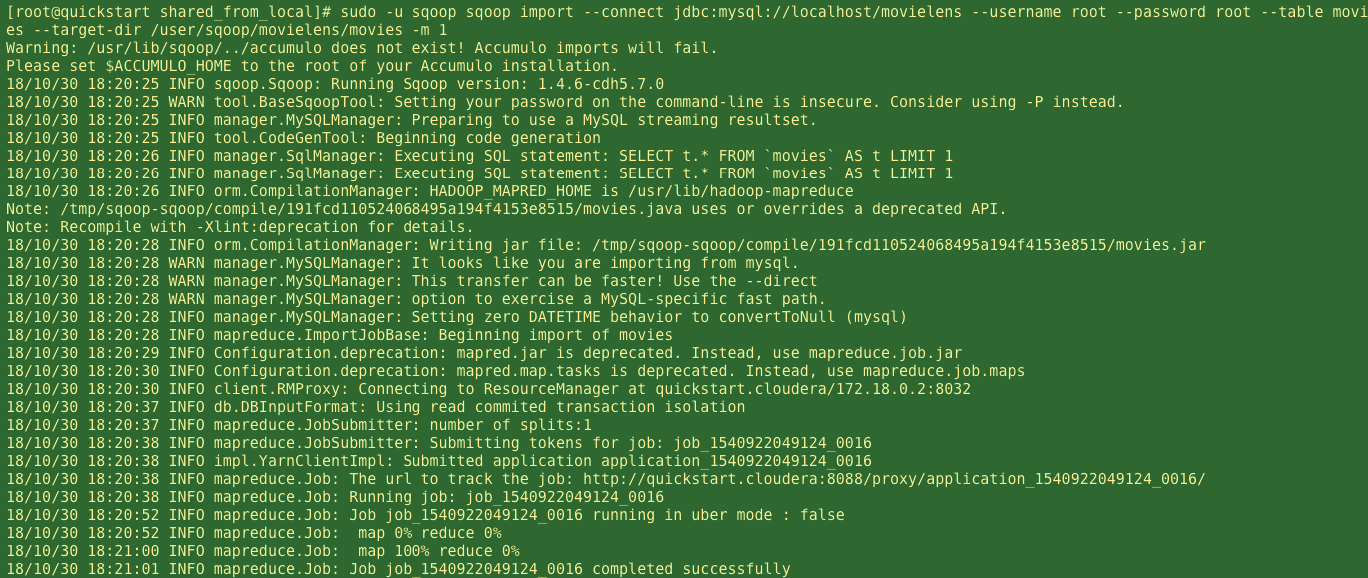 [root@quickstart shared_from_local]# sudo -u sqoop sqoop import --connect jdbc:mysql://localhost/movielens --username root --password root --table movi
es --target-dir /user/sqoop/movielens/movies -m 1
Warning: /usr/lib/sqoop/../accumulo does not exist! Accumulo imports will fail.
Please set $ACCUMULO_HOME to the root of your Accumulo installation.
18/10/30 18:20:25 INFO sqoop.Sqoop: Running Sqoop version: 1.4.6-cdh5.7.0
18/10/30 18:20:25 WARN tool.BaseSqoopTool: Setting your password on the command-line is insecure. Consider using -P instead.
18/10/30 18:20:25 INFO manager.MySQLManager: Preparing to use a MySQL streaming resultset.
18/10/30 18:20:25 INFO tool.CodeGenTool: Beginning code generation
18/10/30 18:20:26 INFO manager.SqlManager: Executing SQL statement: SELECT t.* FROM `movies` AS t LIMIT 1
18/10/30 18:20:26 INFO manager.SqlManager: Executing SQL statement: SELECT t.* FROM `movies` AS t LIMIT 1
18/10/30 18:20:26 INFO orm.CompilationManager: HADOOP_MAPRED_HOME is /usr/lib/hadoop-mapreduce
Note: /tmp/sqoop-sqoop/compile/191fcd110524068495a194f4153e8515/movies.java uses or overrides a deprecated API.
Note: Recompile with -Xlint:deprecation for details.
18/10/30 18:20:28 INFO orm.CompilationManager: Writing jar file: /tmp/sqoop-sqoop/compile/191fcd110524068495a194f4153e8515/movies.jar
18/10/30 18:20:28 WARN manager.MySQLManager: It looks like you are importing from mysql.
18/10/30 18:20:28 WARN manager.MySQLManager: This transfer can be faster! Use the --direct
18/10/30 18:20:28 WARN manager.MySQLManager: option to exercise a MySQL-specific fast path.
18/10/30 18:20:28 INFO manager.MySQLManager: Setting zero DATETIME behavior to convertToNull (mysql)
18/10/30 18:20:28 INFO mapreduce.ImportJobBase: Beginning import of movies
18/10/30 18:20:29 INFO Configuration.deprecation: mapred.jar is deprecated. Instead, use mapreduce.job.jar
18/10/30 18:20:30 INFO Configuration.deprecation: mapred.map.tasks is deprecated. Instead, use mapreduce.job.maps
18/10/30 18:20:30 INFO client.RMProxy: Connecting to ResourceManager at quickstart.cloudera/172.18.0.2:8032
18/10/30 18:20:37 INFO db.DBInputFormat: Using read commited transaction isolation
18/10/30 18:20:37 INFO mapreduce.JobSubmitter: number of splits:1
18/10/30 18:20:38 INFO mapreduce.JobSubmitter: Submitting tokens for job: job_1540922049124_0016
18/10/30 18:20:38 INFO impl.YarnClientImpl: Submitted application application_1540922049124_0016
18/10/30 18:20:38 INFO mapreduce.Job: The url to track the job: http://quickstart.cloudera:8088/proxy/application_1540922049124_0016/
18/10/30 18:20:38 INFO mapreduce.Job: Running job: job_1540922049124_0016
18/10/30 18:20:52 INFO mapreduce.Job: Job job_1540922049124_0016 running in uber mode : false
18/10/30 18:20:52 INFO mapreduce.Job:  map 0% reduce 0%
18/10/30 18:21:00 INFO mapreduce.Job:  map 100% reduce 0%
18/10/30 18:21:01 INFO mapreduce.Job: Job job_1540922049124_0016 completed successfully